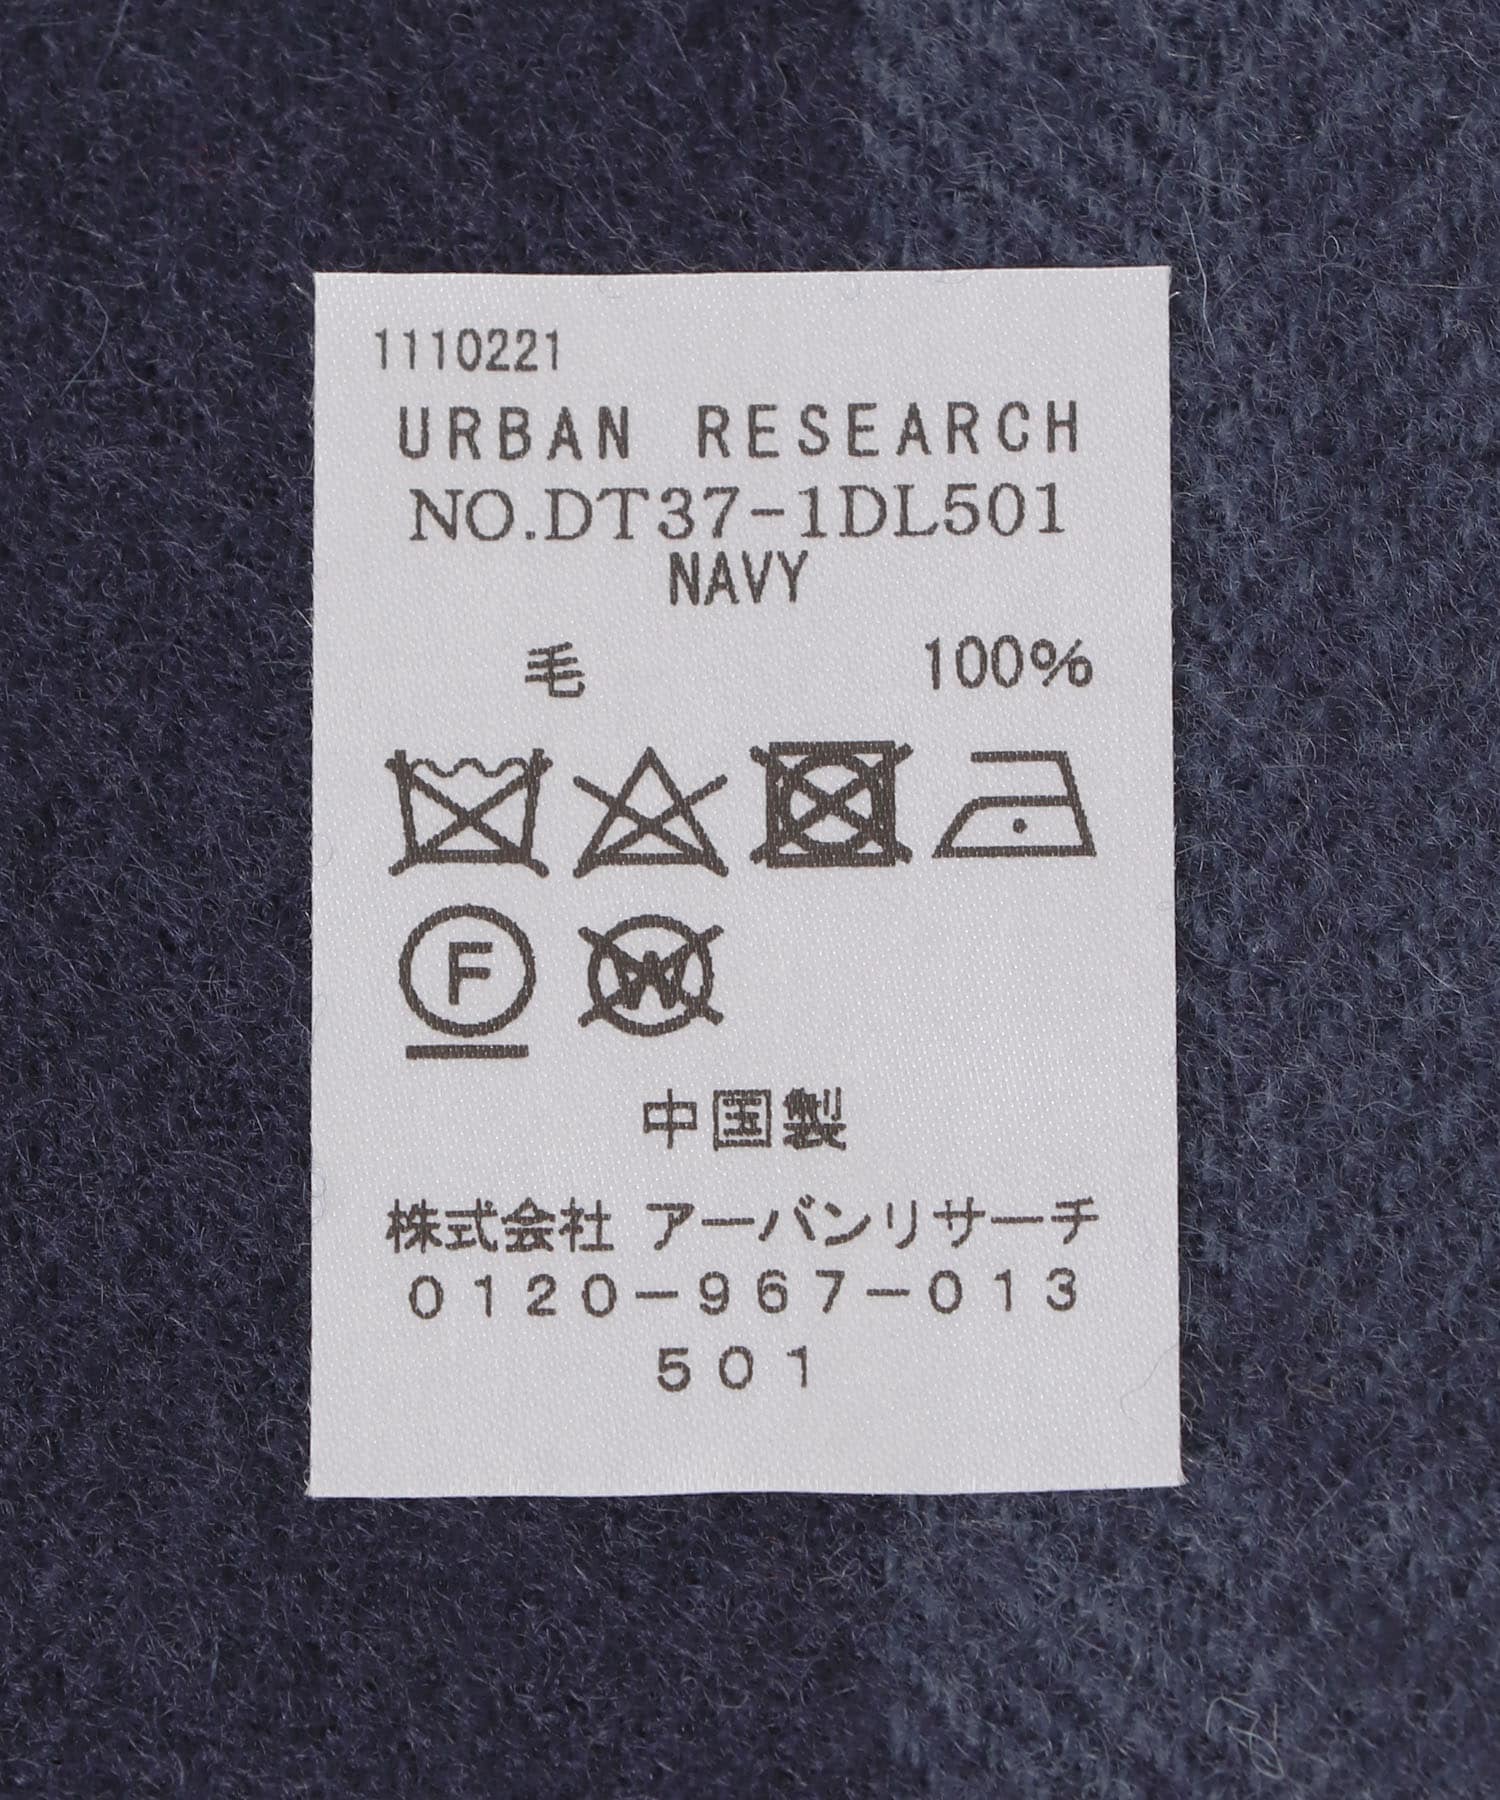 1110221
URBAN RESEARCH
NO.DT37-1DL501
NAVY
毛 100%
F W
中国製
株式会社 アーバンリサーチ
0120-967-013
501